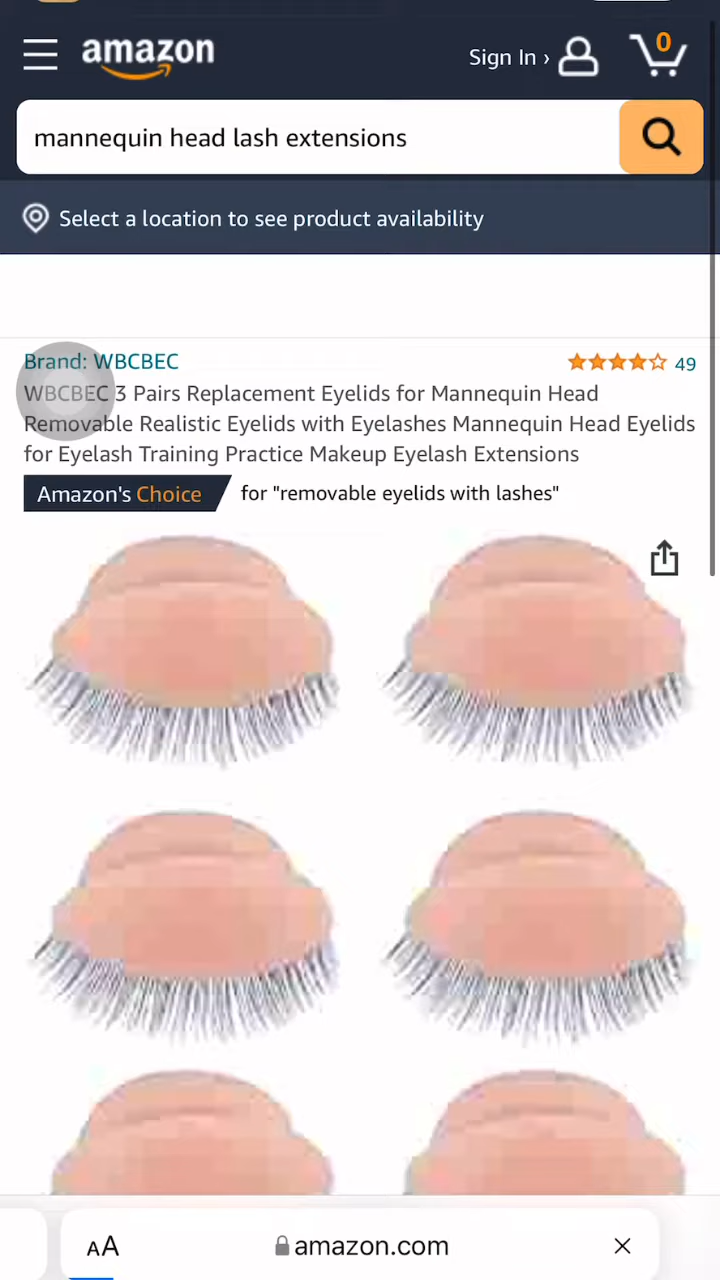 amazon
Sign In ›
0
mannequin head lash extensions
Select a location to see product availability
Brand: WBCBEC
49
WBCBEC 3 Pairs Replacement Eyelids for Mannequin Head
Removable Realistic Eyelids with Eyelashes Mannequin Head Eyelids
for Eyelash Training Practice Makeup Eyelash Extensions
Amazon's Choice for "removable eyelids with lashes"
AA
amazon.com